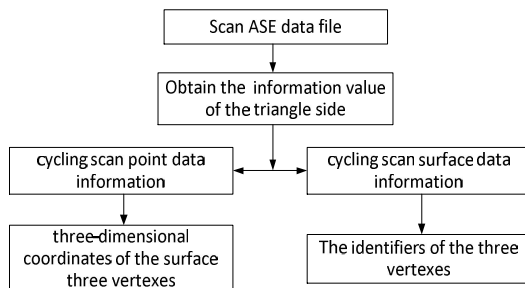 Scan ASE data file
Obtain the information value
of the triangle side
cycling scan point data
information
cycling scan surface data
information
three-dimensional
coordinates of the surface
three vertexes
The identifiers of the three
vertexes